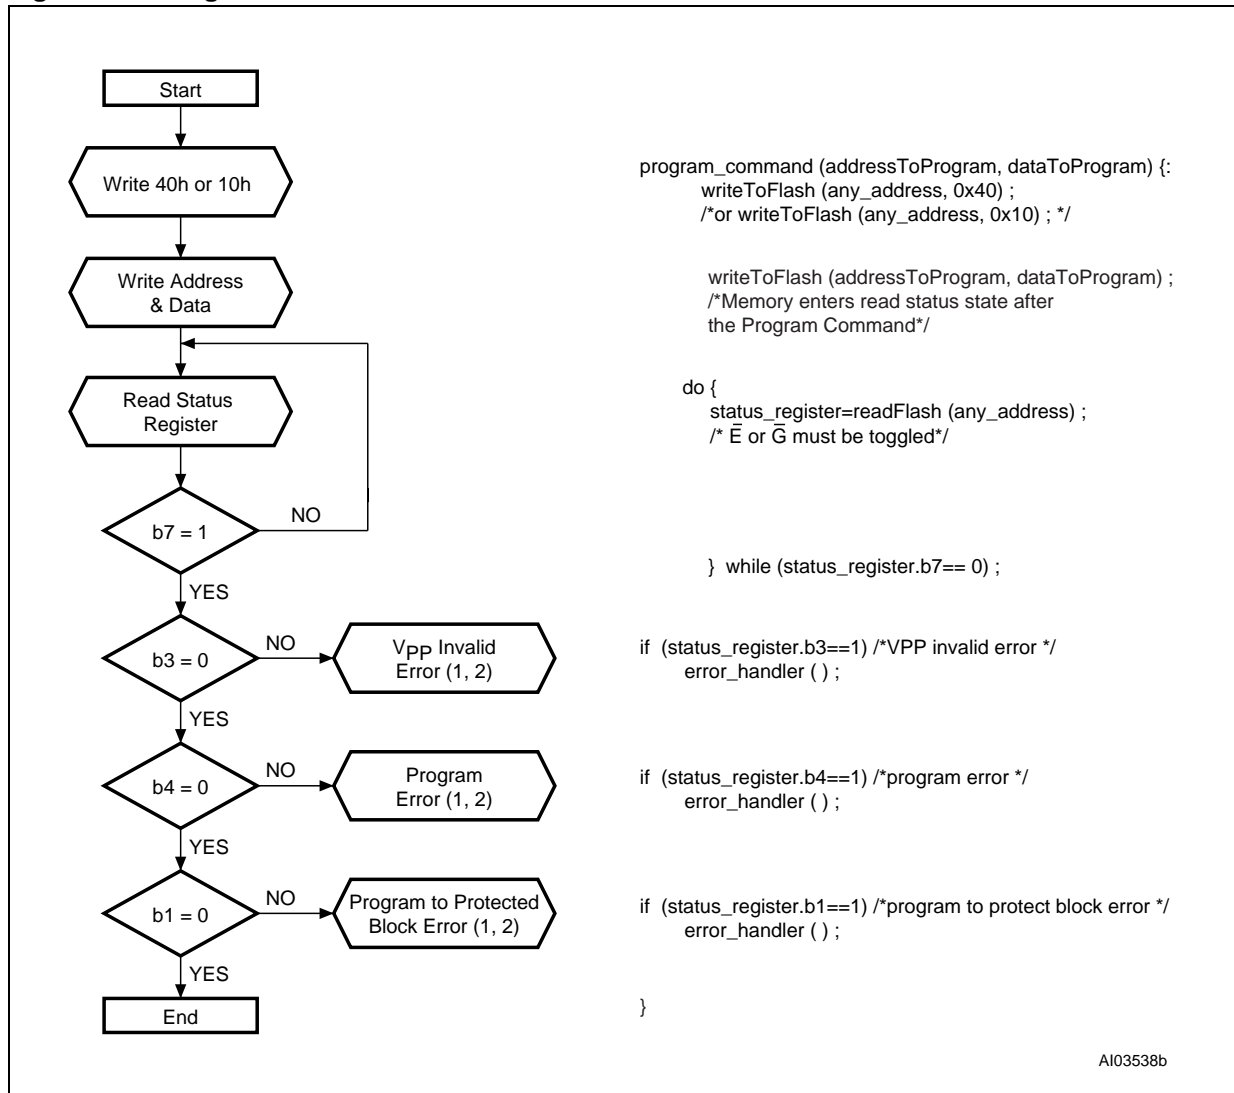 Start
Write 40h or 10h
Write Address
& Data
Read Status
Register
b7 = 1
NO
YES
b3 = 0
NO
VPP Invalid
Error (1, 2)
YES
b4 = 0
NO
Program
Error (1, 2)
YES
b1 = 0
NO
Program to Protected
Block Error (1, 2)
YES
End
program_command (addressToProgram, dataToProgram) {:
writeToFlash (any_address, 0x40) ;
/*or writeToFlash (any_address, 0x10) ; */
writeToFlash (addressToProgram, dataToProgram) ;
/*Memory enters read status state after
the Program Command*/
do {
status_register=readFlash (any_address) ;
/* E̅ or G̅ must be toggled*/
} while (status_register.b7== 0) ;
if (status_register.b3==1) /*VPP invalid error */
error_handler ( ) ;
if (status_register.b4==1) /*program error */
error_handler ( ) ;
if (status_register.b1==1) /*program to protect block error */
error_handler ( ) ;
}
AI03538b